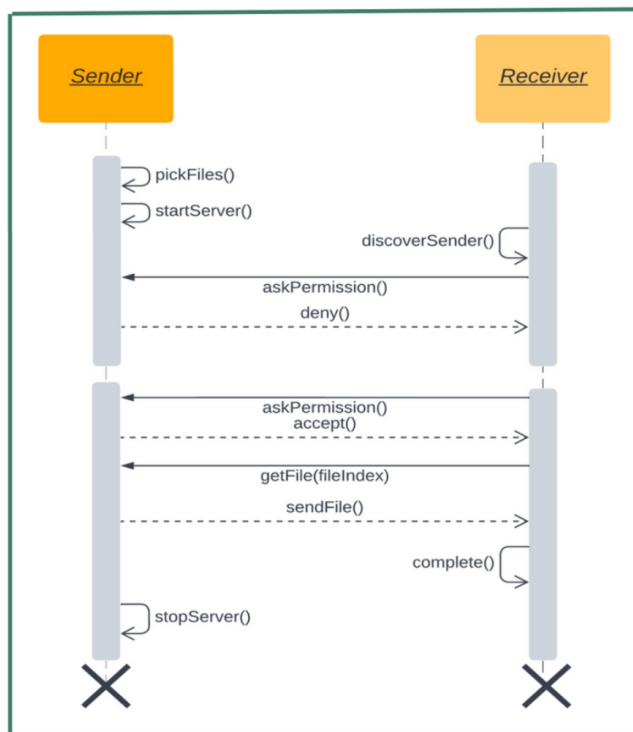 Sender
Receiver
pickFiles()
startServer()
discoverSender()
askPermission()
deny()
askPermission()
accept()
getFile(fileIndex)
sendFile()
complete()
stopServer()